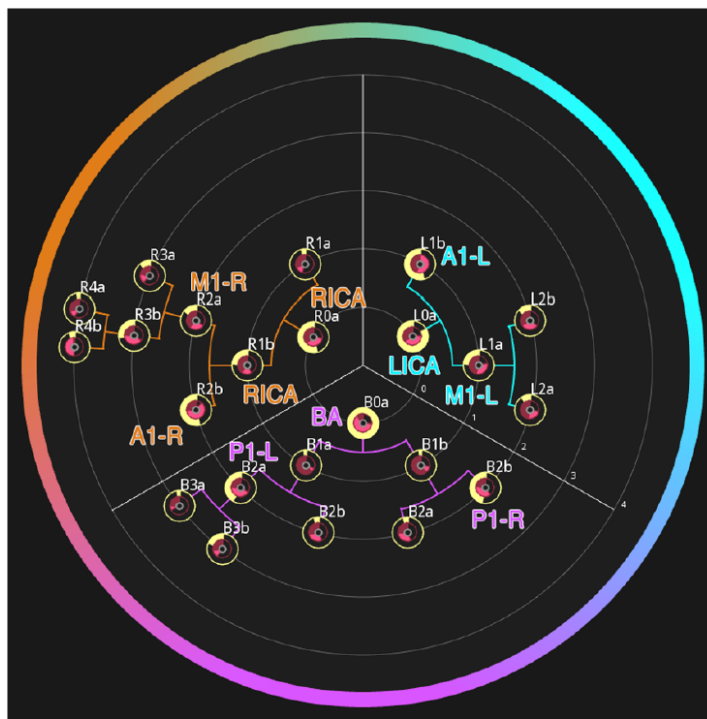 R1a
L1b
A1-L
R3a
R4a
M1-R
R2a
RICA
R0a
L0a
L2b
R4b
R3b
LICA
R1b
L1a
RICA
M1-L
0
R2b
BA
B0a
L2a
1
A1-R
P1-L
B1a
B1b
2
B2a
B2b
3
B3a
4
P1-R
B3b
B2b
B2a